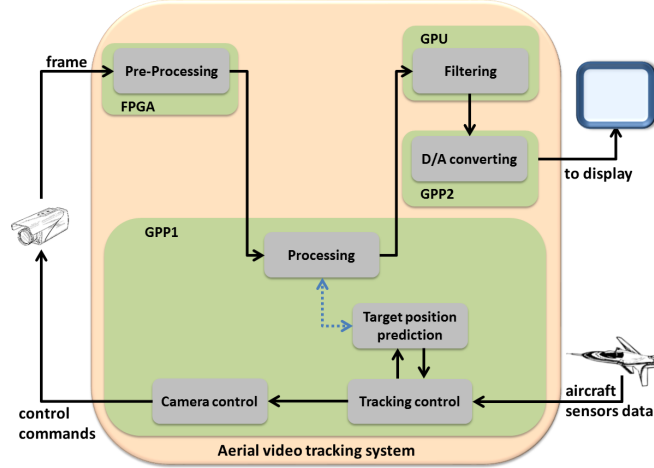 frame
Pre-Processing
FPGA
GPU
Filtering
D/A converting
GPP2
to display
GPP1
Processing
Target position
prediction
Camera control
Tracking control
control
commands
aircraft
sensors data
Aerial video tracking system